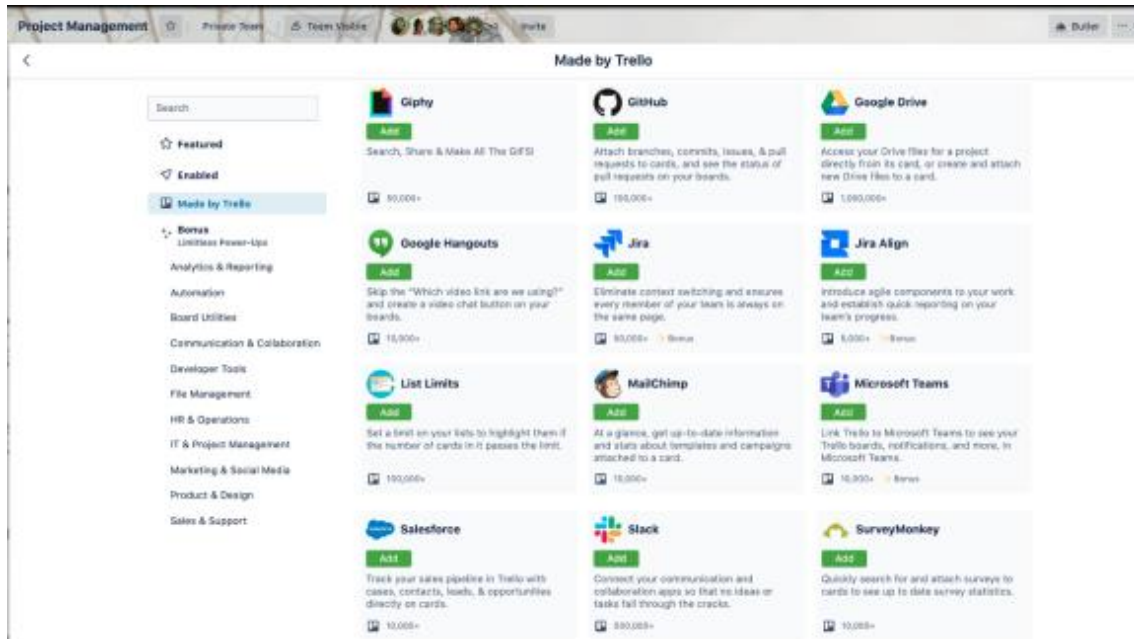 Project Management
Private Team
Team Visible
Invite
Butler
Made by Trello
Search
Featured
Enabled
Made by Trello
Bonus
Limitless Power-Ups
Analytics & Reporting
Automation
Board Utilities
Communication & Collaboration
Developer Tools
File Management
HR & Operations
IT & Project Management
Marketing & Social Media
Product & Design
Sales & Support
Giphy
Add
Search, Share & Make All The GIFS!
50,000+
GitHub
Add
Attach branches, commits, issues, & pull
requests to cards, and see the status of
pull requests on your boards.
100,000+
Google Drive
Add
Access your Drive files for a project
directly from its card, or create and attach
new Drive files to a card.
1,000,000+
Google Hangouts
Add
Skip the "Which video link are we using?"
and create a video chat button on your
boards.
10,000+
Jira
Add
Eliminate context switching and ensures
every member of your team is always on
the same page.
50,000+ Bonus
Jira Align
Add
Introduce agile components to your work
and establish quick reporting on your
team's progress.
5,000+ Bonus
List Limits
Add
Set a limit on your lists to highlight them if
the number of cards in it passes the limit.
100,000+
MailChimp
Add
At a glance, get up-to-date information
and stats about templates and campaigns
attached to a card.
10,000+
Microsoft Teams
Add
Link Trello to Microsoft Teams to see your
Trello boards, notifications, and more, in
Microsoft Teams.
10,000+ Bonus
Salesforce
Add
Track your sales pipeline in Trello with
cases, contacts, leads, & opportunities
directly on cards.
10,000+
Slack
Add
Connect your communication and
collaboration apps so that no ideas or
tasks fall through the cracks.
500,000+
SurveyMonkey
Add
Quickly search for and attach surveys to
cards to see up to date survey statistics.
10,000+